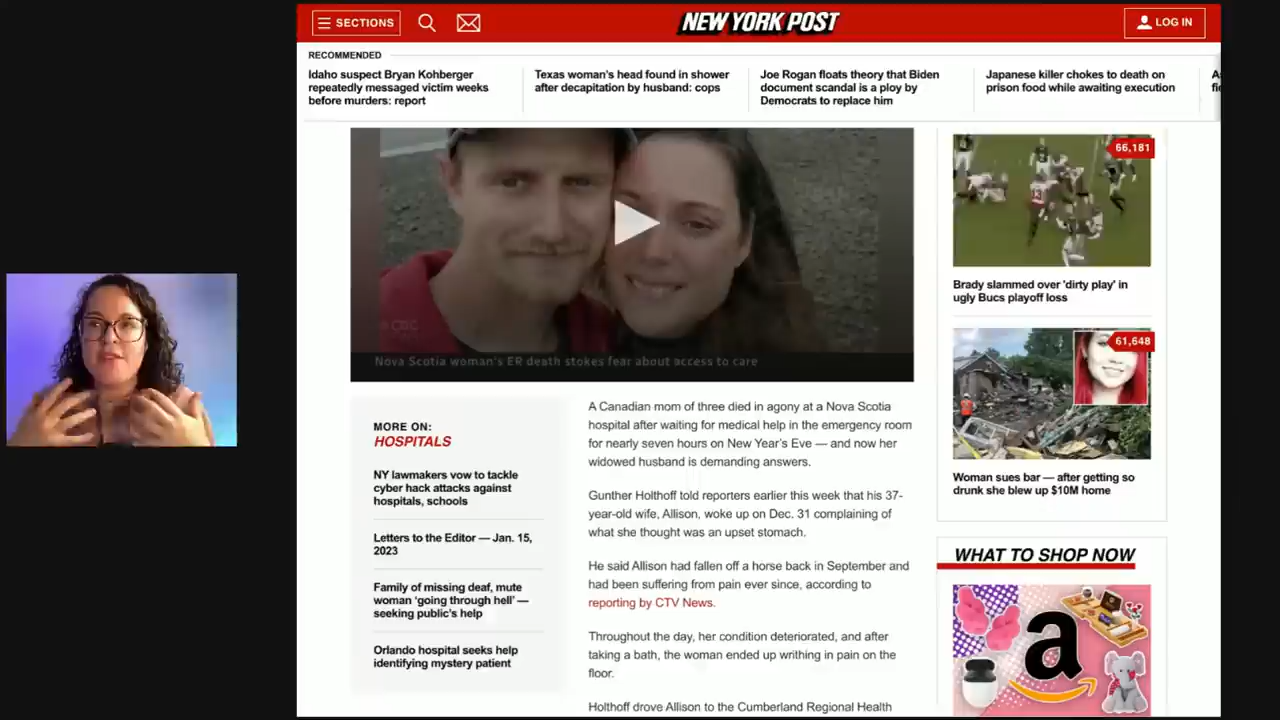 SECTIONS
NEW YORK POST
LOG IN
RECOMMENDED
Idaho suspect Bryan Kohberger
repeatedly messaged victim weeks
before murders: report
Texas woman's head found in shower
after decapitation by husband: cops
Joe Rogan floats theory that Biden
document scandal is a ploy by
Democrats to replace him
Japanese killer chokes to death on
prison food while awaiting execution
CBC
Nova Scotia woman's ER death stokes fear about access to care
66,181
Brady slammed over 'dirty play' in
ugly Bucs playoff loss
61,648
Woman sues bar — after getting so
drunk she blew up $10M home
MORE ON:
HOSPITALS
NY lawmakers vow to tackle
cyber hack attacks against
hospitals, schools
Letters to the Editor — Jan. 15,
2023
Family of missing deaf, mute
woman 'going through hell' —
seeking public's help
Orlando hospital seeks help
identifying mystery patient
A Canadian mom of three died in agony at a Nova Scotia
hospital after waiting for medical help in the emergency room
for nearly seven hours on New Year's Eve — and now her
widowed husband is demanding answers.
Gunther Holthoff told reporters earlier this week that his 37-
year-old wife, Allison, woke up on Dec. 31 complaining of
what she thought was an upset stomach.
He said Allison had fallen off a horse back in September and
had been suffering from pain ever since, according to
reporting by CTV News.
Throughout the day, her condition deteriorated, and after
taking a bath, the woman ended up writhing in pain on the
floor.
Holthoff drove Allison to the Cumberland Regional Health
WHAT TO SHOP NOW
a